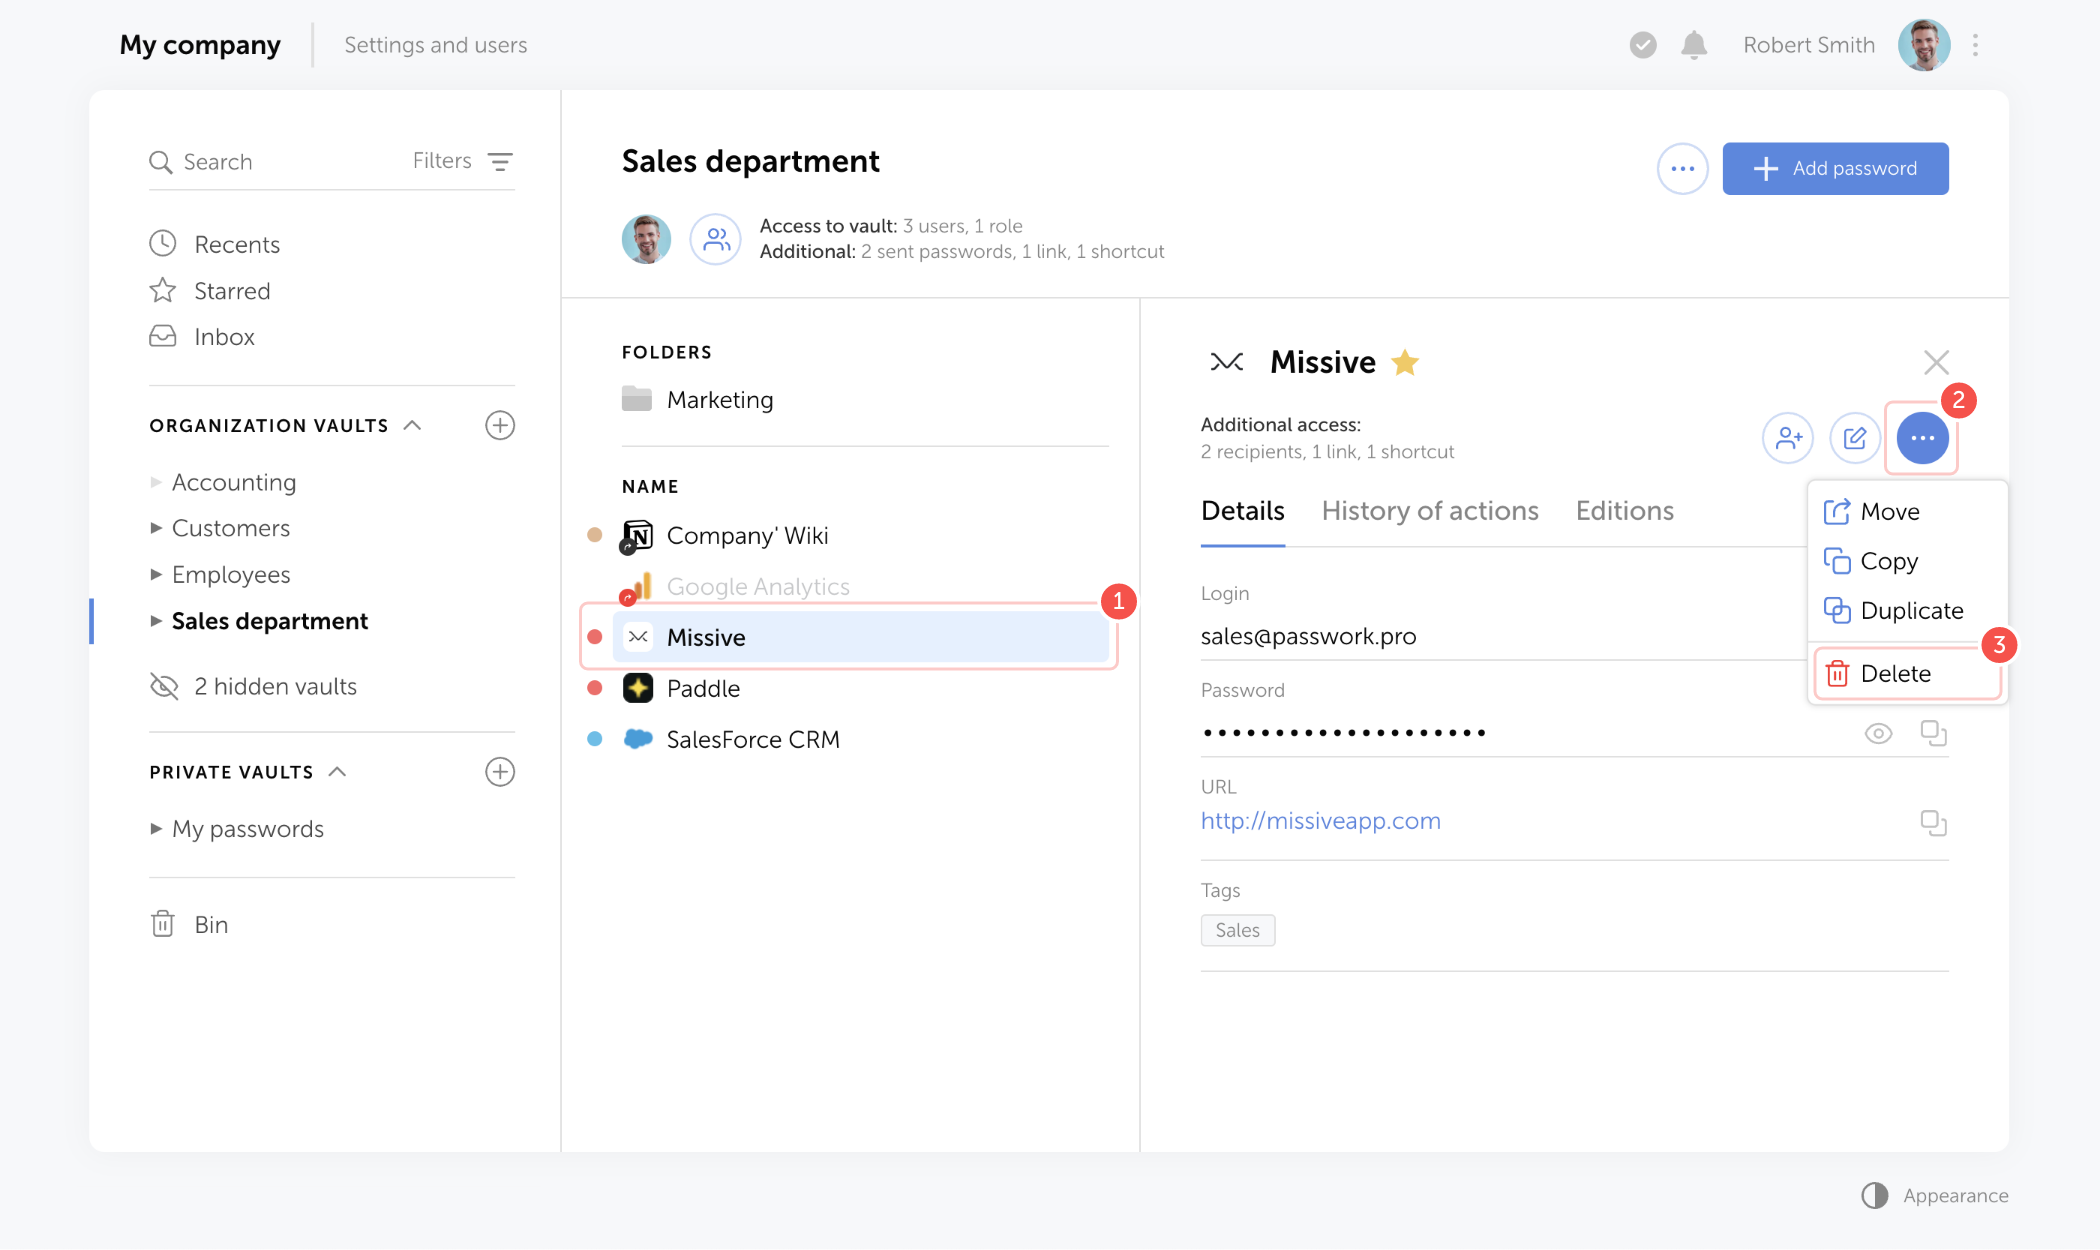 My company
Settings and users
Robert Smith
Search
Filters
Recents
Starred
Inbox
ORGANIZATION VAULTS
Accounting
Customers
Employees
Sales department
2 hidden vaults
PRIVATE VAULTS
My passwords
Bin
Sales department
Add password
Access to vault: 3 users, 1 role
Additional: 2 sent passwords, 1 link, 1 shortcut
FOLDERS
Marketing
NAME
Company' Wiki
Google Analytics
1
Missive
Paddle
SalesForce CRM
Missive
2
Additional access:
2 recipients, 1 link, 1 shortcut
Details
History of actions
Editions
Move
Copy
Duplicate
3
Delete
Login
sales@passwork.pro
Password
URL
http://missiveapp.com
Tags
Sales
Appearance